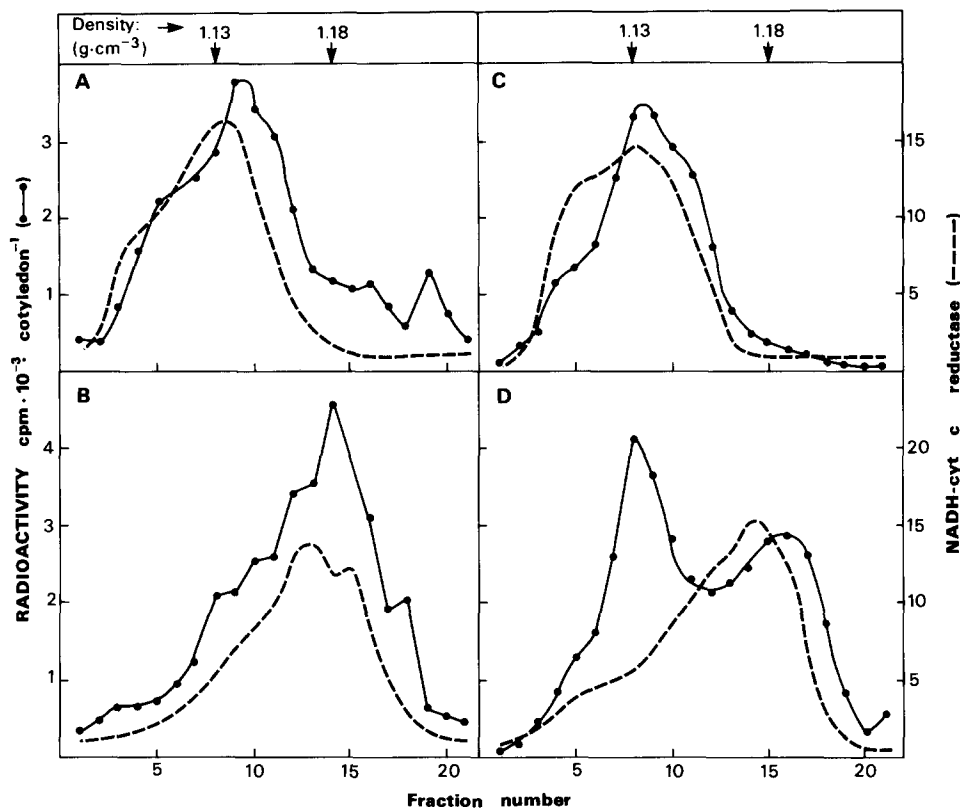 Density: → 1.13 1.18 1.13 1.18
(g·cm⁻³)
A
C
3
2
1
15
10
5
B
D
4
3
2
1
20
15
10
5
5 10 15 20 5 10 15 20
Fraction number
RADIOACTIVITY cpm·10⁻³ cotyledon⁻¹ (●—●)
NADH-cyt c reductase (----)